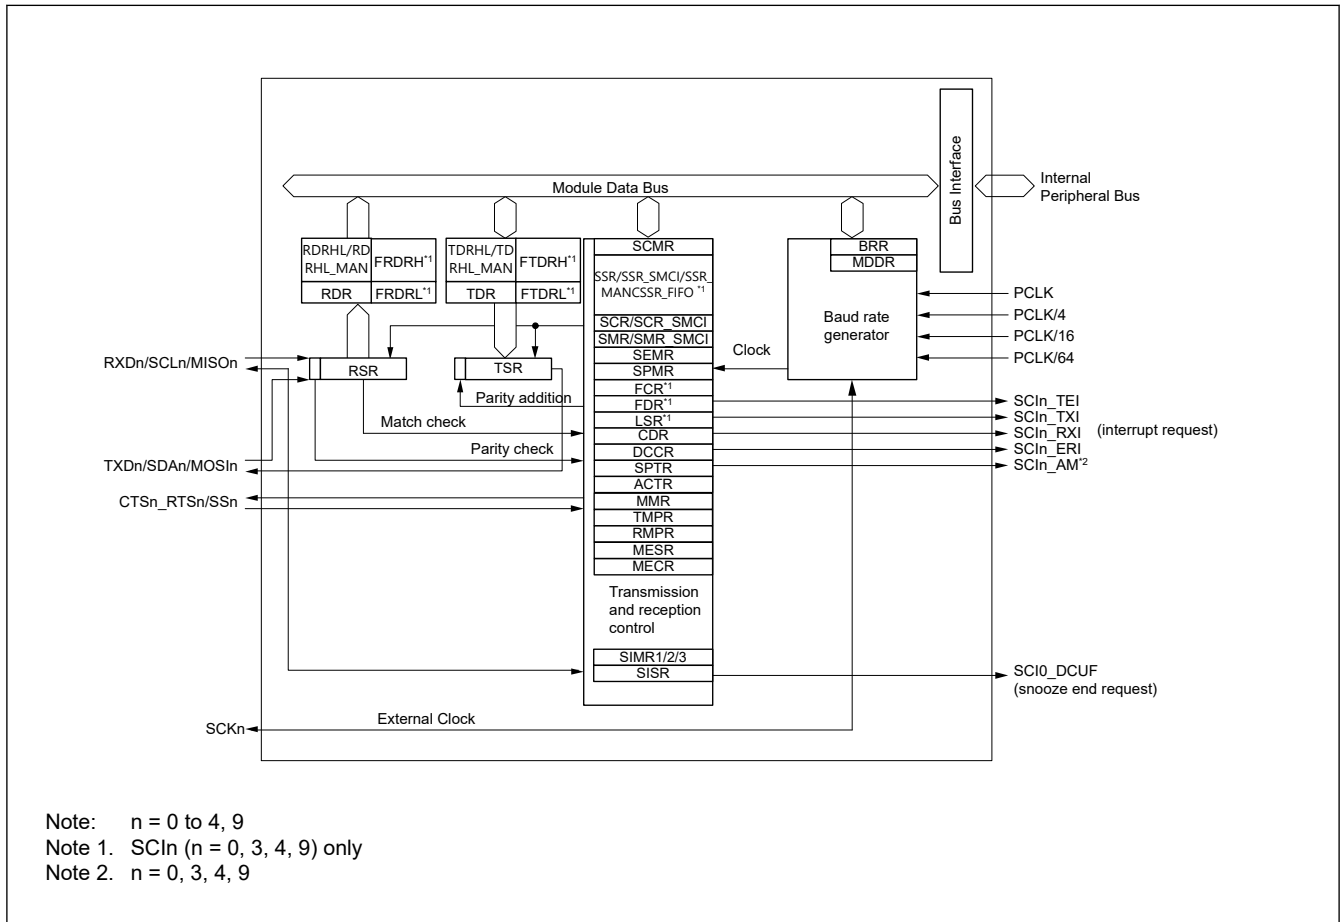 Bus Interface
Internal
Peripheral Bus
Module Data Bus
RDRHL/RD
RHL_MAN
FRDRH*1
RDR
FRDRL*1
TDRHL/TD
RHL_MAN
FTDRH*1
TDR
FTDRL*1
SCMR
SSR/SSR_SMCI/SSR_
MANCSSR_FIFO *1
SCR/SCR_SMCI
SMR/SMR_SMCI
SEMR
SPMR
FCR*1
FDR*1
LSR*1
CDR
DCCR
SPTR
ACTR
MMR
TMPR
RMPR
MESR
MECR
Transmission
and reception
control
SIMR1/2/3
SISR
BRR
MDDR
Baud rate
generator
Clock
PCLK
PCLK/4
PCLK/16
PCLK/64
RXDn/SCLn/MISOn
RSR
TSR
Parity addition
Match check
Parity check
TXDn/SDAn/MOSIn
CTSn_RTSn/SSn
SCIn_TEI
SCIn_TXI
SCIn_RXI
(interrupt request)
SCIn_ERI
SCIn_AM*2
SCI0_DCUF
(snooze end request)
SCKn
External Clock
Note: n = 0 to 4, 9
Note 1. SCIn (n = 0, 3, 4, 9) only
Note 2. n = 0, 3, 4, 9